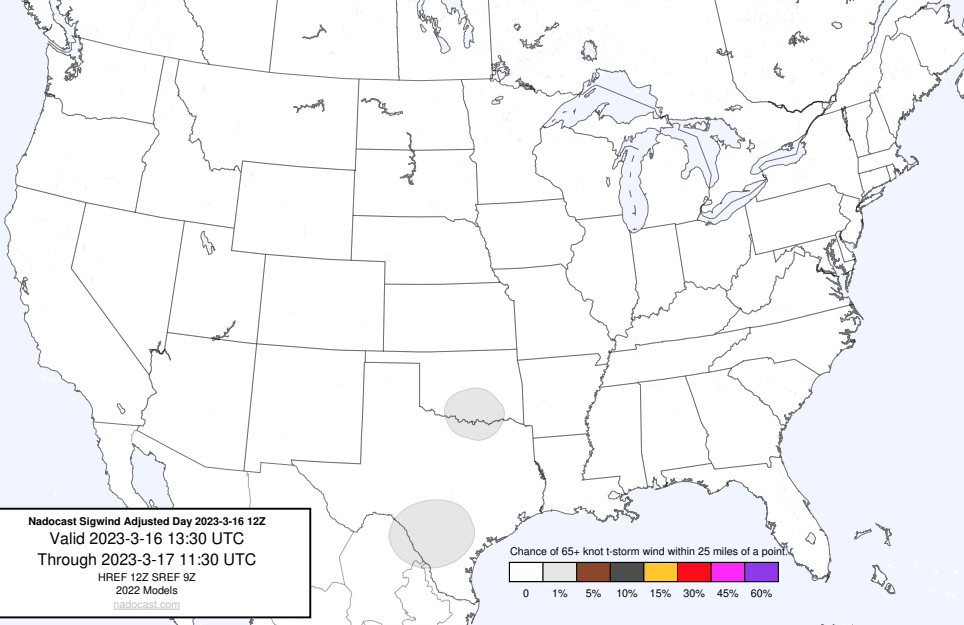 Nadocast Sigwind Adjusted Day 2023-3-16 12Z
Valid 2023-3-16 13:30 UTC
Through 2023-3-17 11:30 UTC
HREF 12Z SREF 9Z
2022 Models
nadocast.com
Chance of 65+ knot t-storm wind within 25 miles of a point.
0 1% 5% 10% 15% 30% 45% 60%